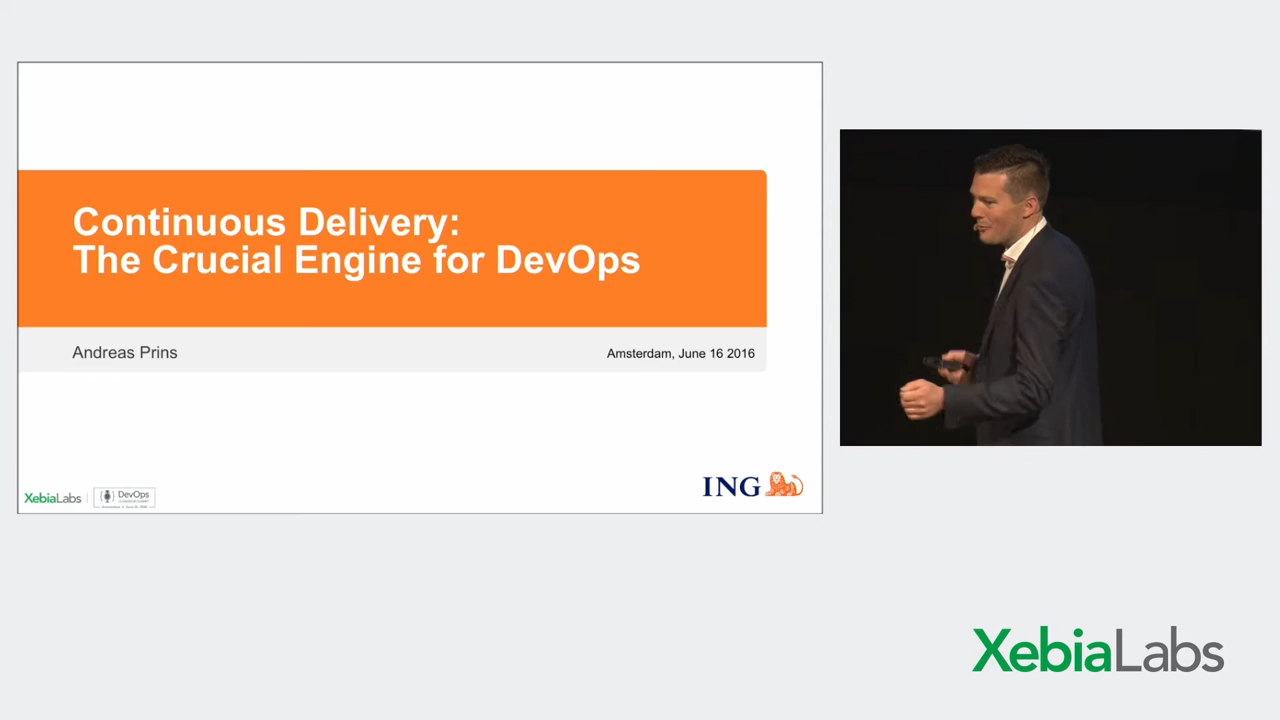 Continuous Delivery:
The Crucial Engine for DevOps
Andreas Prins
Amsterdam, June 16 2016
XebiaLabs
DevOps
ING
XebiaLabs